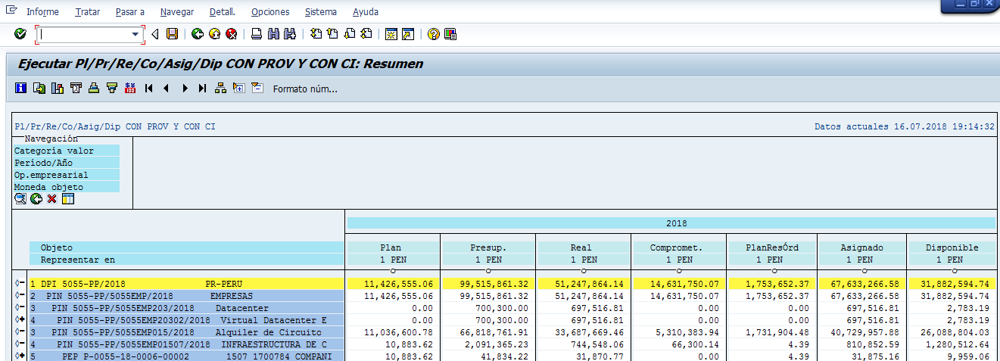 Informe Tratar Pasar a Navegar Detall. Opciones Sistema Ayuda
Ejecutar Pl/Pr/Re/Co/Asig/Dip CON PROV Y CON CI: Resumen
Formato núm...
Pl/Pr/Re/Co/Asig/Dip CON PROV Y CON CI Datos actuales 16.07.2018 19:14:32
Navegación
Categoría valor
Período/Año
Op.empresarial
Moneda objeto
2018
Objeto Plan Presup. Real Compromet. PlanResÓrd Asignado Disponible
Representar en 1 PEN 1 PEN 1 PEN 1 PEN 1 PEN 1 PEN 1 PEN
1 DPI 5055-PP/2018 PR-PERU 11,426,555.06 99,515,861.32 51,247,864.14 14,631,750.07 1,753,652.37 67,633,266.58 31,882,594.74
2 PIN 5055-PP/5055EMP/2018 EMPRESAS 11,426,555.06 99,515,861.32 51,247,864.14 14,631,750.07 1,753,652.37 67,633,266.58 31,882,594.74
3 PIN 5055-PP/5055EMP203/2018 Datacenter 0.00 700,300.00 697,516.81 0.00 0.00 697,516.81 2,783.19
4 PIN 5055-PP/5055EMP20302/2018 Virtual Datacenter E 0.00 700,300.00 697,516.81 0.00 0.00 697,516.81 2,783.19
3 PIN 5055-PP/5055EMP015/2018 Alquiler de Circuito 11,036,600.78 66,818,761.91 33,687,669.46 5,310,383.94 1,731,904.48 40,729,957.88 26,088,804.03
4 PIN 5055-PP/5055EMP01507/2018 INFRAESTRUCTURA DE C 10,883.62 2,091,365.23 744,548.06 66,300.14 4.39 810,852.59 1,280,512.64
5 PEP P-0055-18-0006-00002 1507 1700784 COMPANI 10,883.62 41,834.22 31,870.77 0.00 4.39 31,875.16 9,959.06